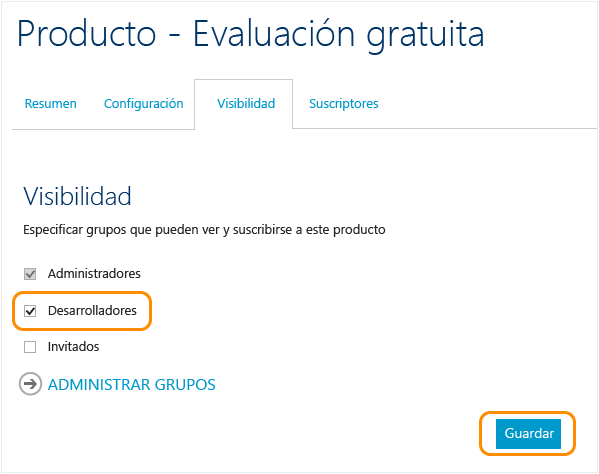 Producto - Evaluación gratuita
Resumen Configuración Visibilidad Suscriptores
Visibilidad
Especificar grupos que pueden ver y suscribirse a este producto
Administradores
Desarrolladores
Invitados
ADMINISTRAR GRUPOS
Guardar